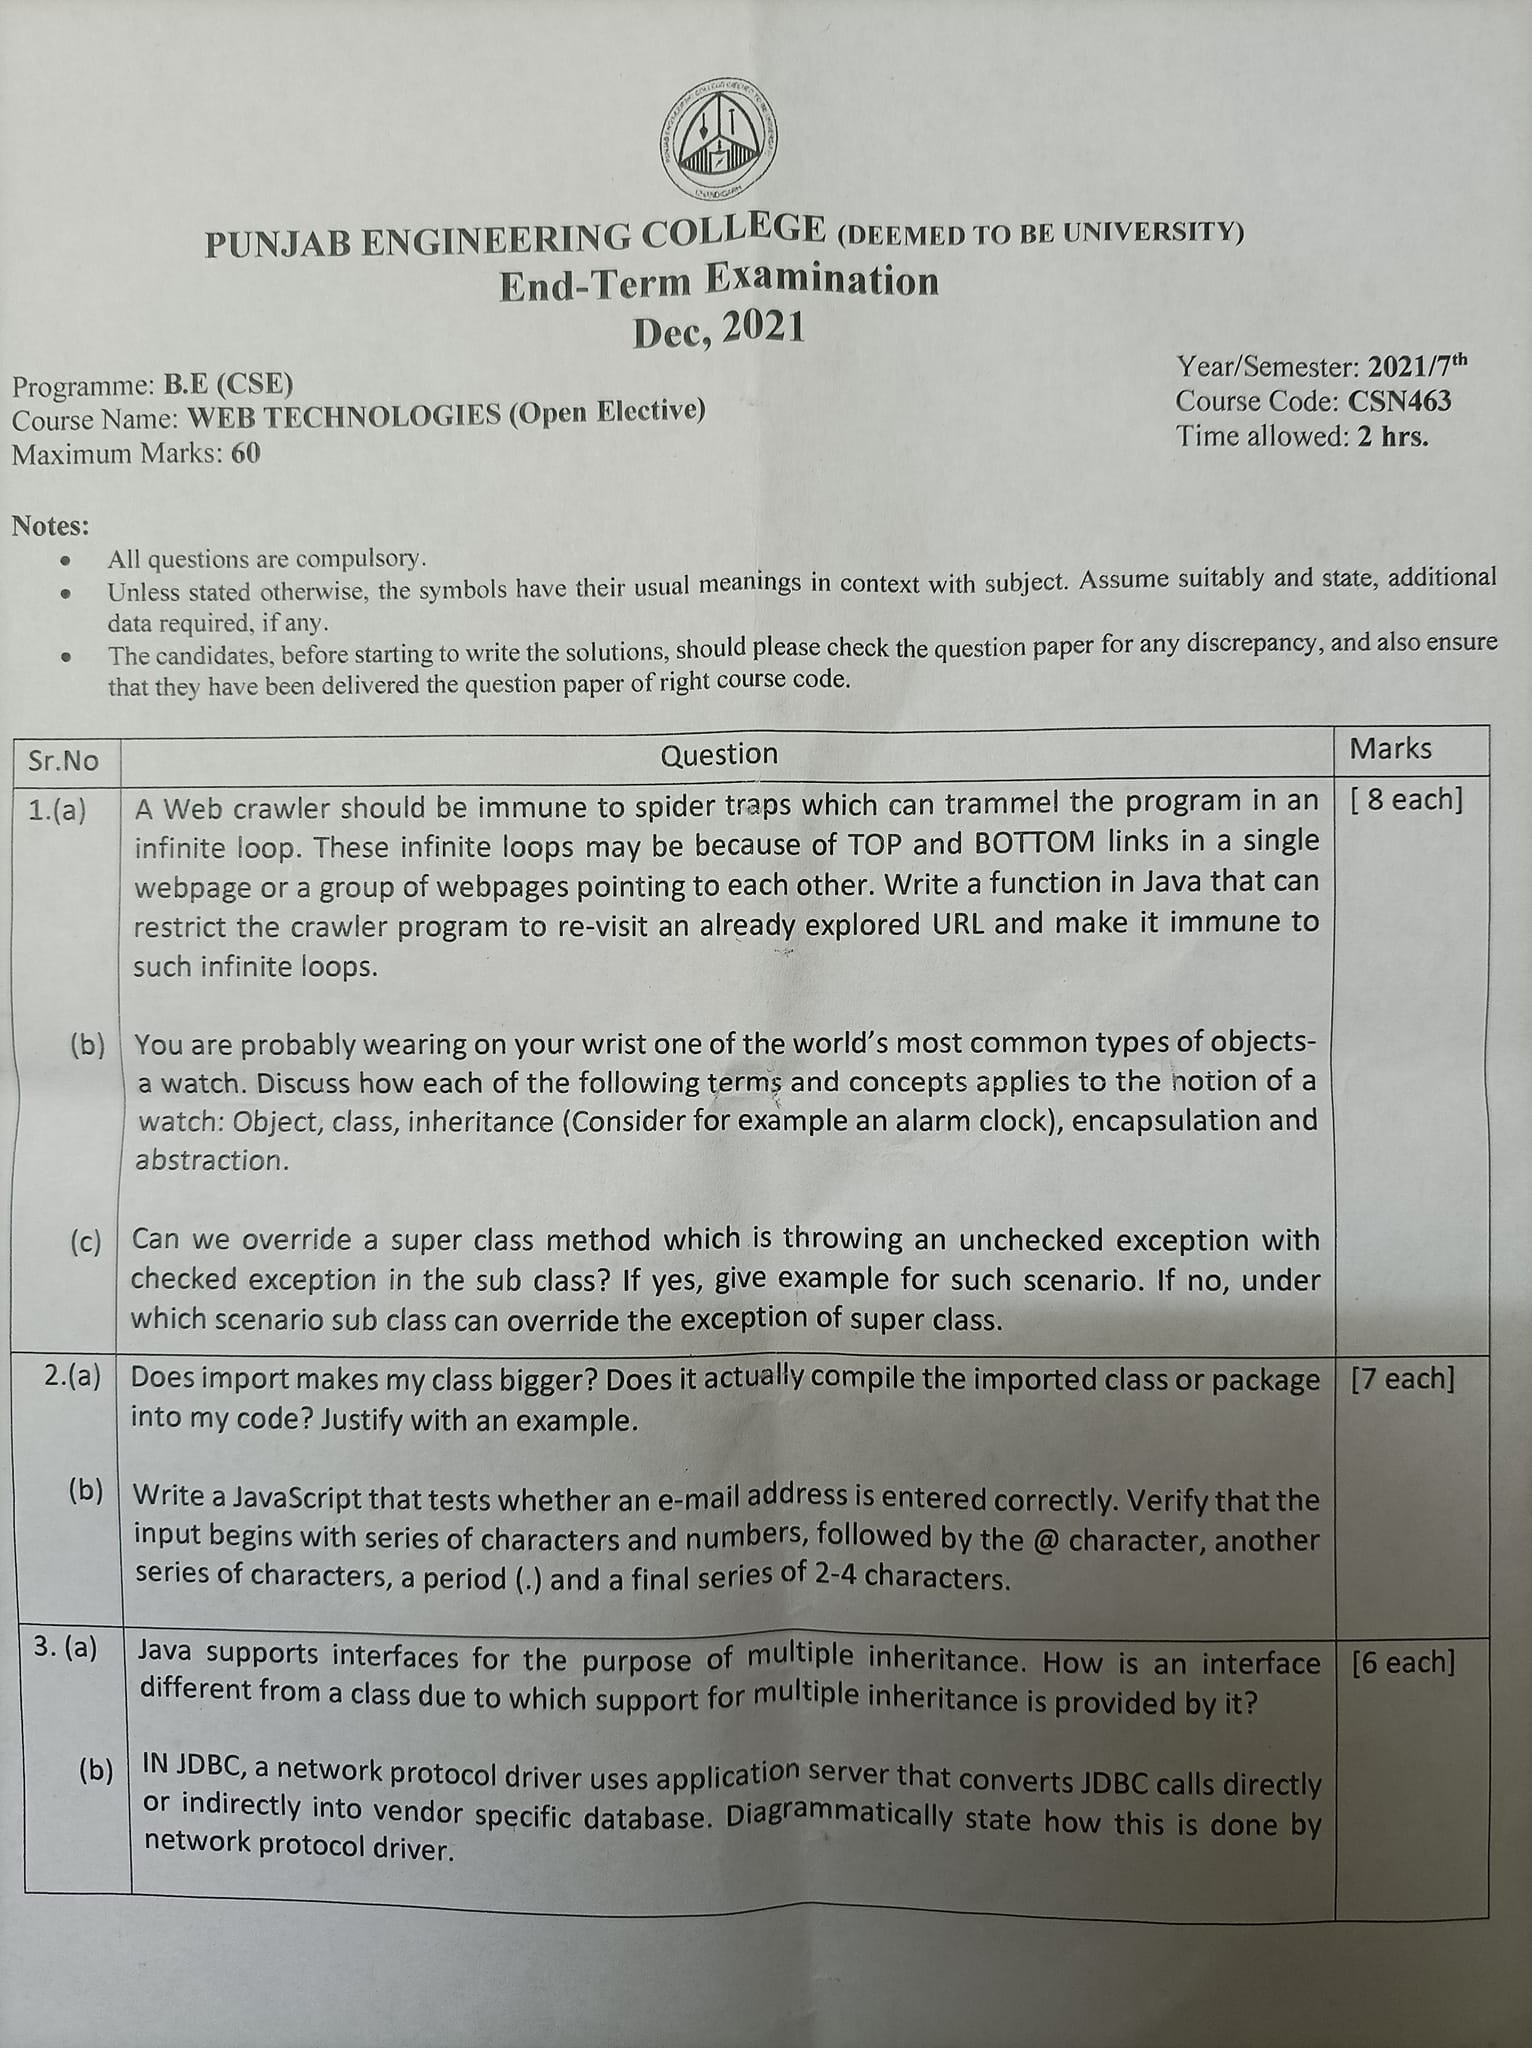 PUNJAB ENGINEERING COLLEGE (DEEMED TO BE UNIVERSITY)
End-Term Examination
Dec, 2021
Programme: B.E (CSE)
Course Name: WEB TECHNOLOGIES (Open Elective)
Maximum Marks: 60
Year/Semester: 2021/7th
Course Code: CSN463
Time allowed: 2 hrs.
Notes:
• All questions are compulsory.
• Unless stated otherwise, the symbols have their usual meanings in context with subject. Assume suitably and state, additional
data required, if any.
• The candidates, before starting to write the solutions, should please check the question paper for any discrepancy, and also ensure
that they have been delivered the question paper of right course code.
Sr.No Question Marks
1.(a) A Web crawler should be immune to spider traps which can trammel the program in an [ 8 each]
infinite loop. These infinite loops may be because of TOP and BOTTOM links in a single
webpage or a group of webpages pointing to each other. Write a function in Java that can
restrict the crawler program to re-visit an already explored URL and make it immune to
such infinite loops.
(b) You are probably wearing on your wrist one of the world's most common types of objects-
a watch. Discuss how each of the following terms and concepts applies to the notion of a
watch: Object, class, inheritance (Consider for example an alarm clock), encapsulation and
abstraction.
(c) Can we override a super class method which is throwing an unchecked exception with
checked exception in the sub class? If yes, give example for such scenario. If no, under
which scenario sub class can override the exception of super class.
2.(a) Does import makes my class bigger? Does it actually compile the imported class or package [7 each]
into my code? Justify with an example.
(b) Write a JavaScript that tests whether an e-mail address is entered correctly. Verify that the
input begins with series of characters and numbers, followed by the @ character, another
series of characters, a period (.) and a final series of 2-4 characters.
3. (a) Java supports interfaces for the purpose of multiple inheritance. How is an interface [6 each]
different from a class due to which support for multiple inheritance is provided by it?
(b) IN JDBC, a network protocol driver uses application server that converts JDBC calls directly
or indirectly into vendor specific database. Diagrammatically state how this is done by
network protocol driver.